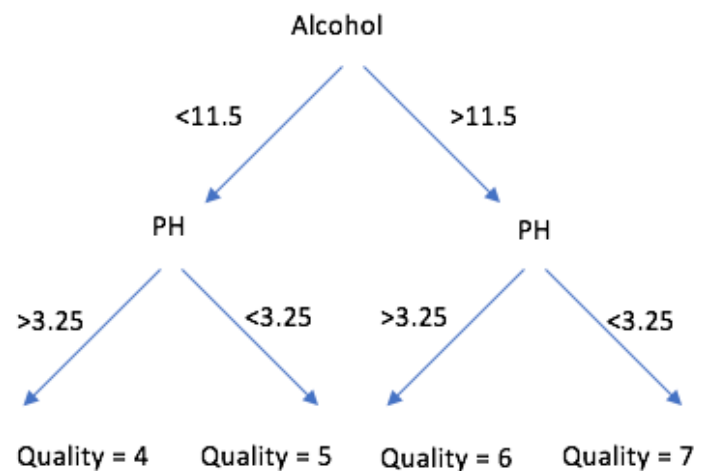 Alcohol
<11.5
>11.5
PH
PH
>3.25
<3.25
>3.25
<3.25
Quality = 4
Quality = 5
Quality = 6
Quality = 7